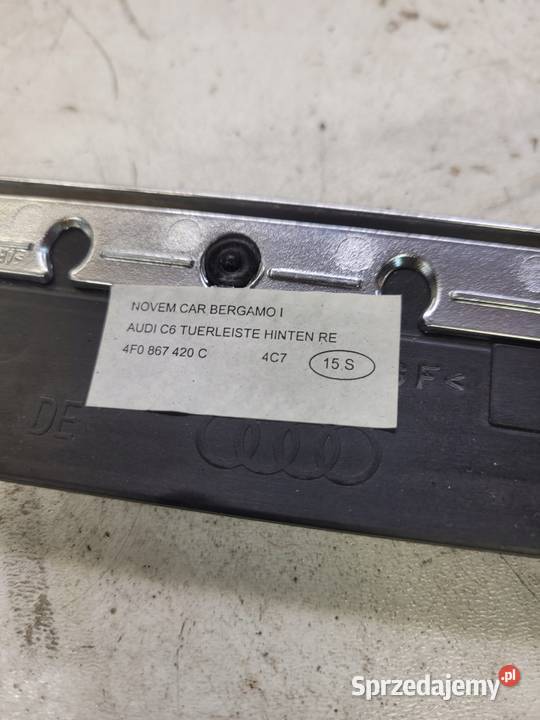 NOVEM CAR BERGAMO I
AUDI C6 TUERLEISTE HINTEN RE
4F0 867 420 C 4C7 15.S
F<
DE
Sprzedajemy.pl